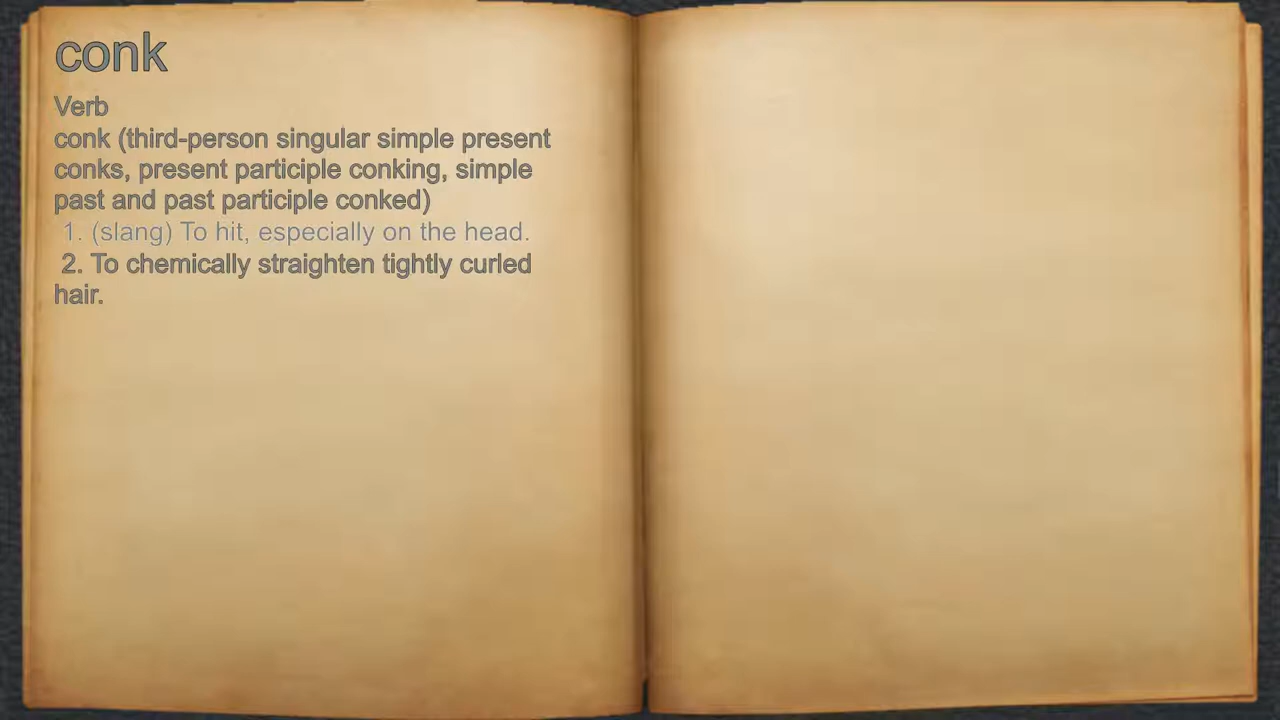 conk
Verb
conk (third-person singular simple present
conks, present participle conking, simple
past and past participle conked)
1. (slang) To hit, especially on the head.
2. To chemically straighten tightly curled
hair.